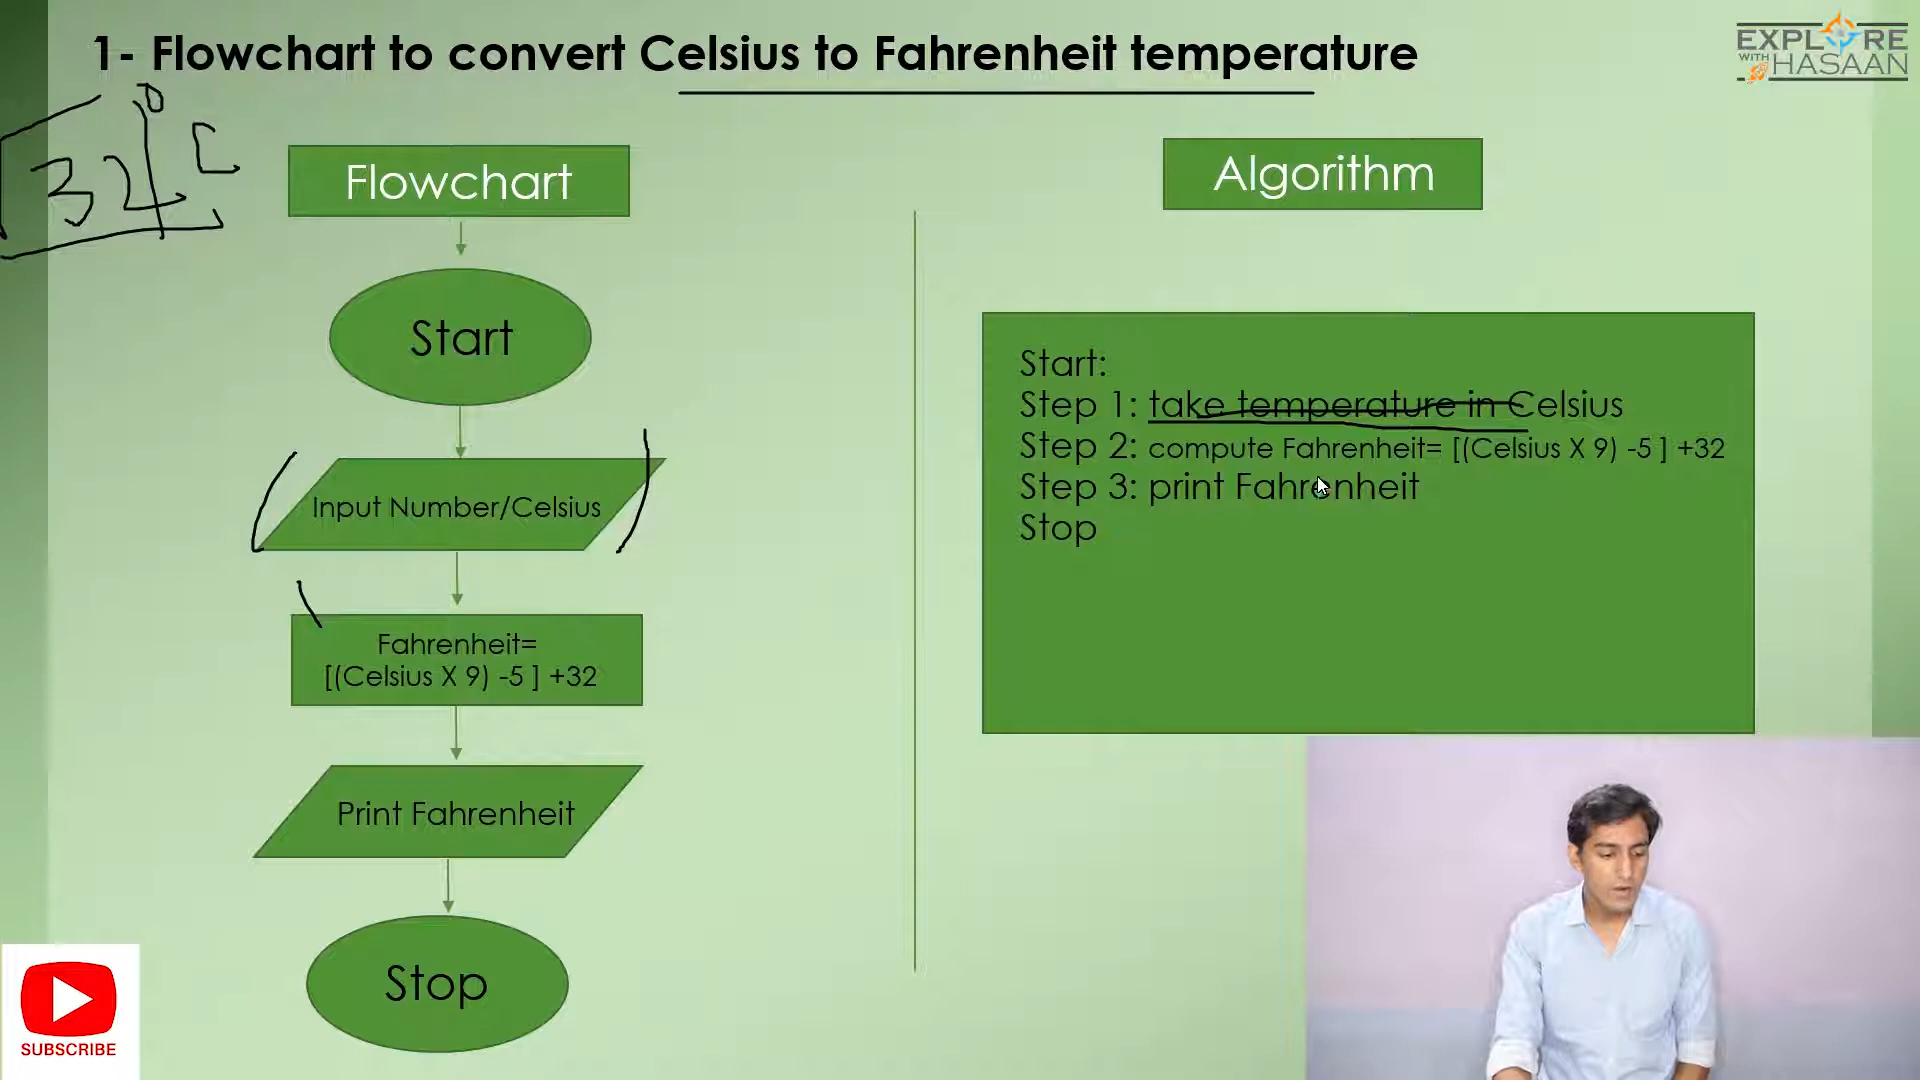 1- Flowchart to convert Celsius to Fahrenheit temperature
EXPLORE
WITH HASAAN
32° C
Flowchart
Start
Input Number/Celsius
Fahrenheit=
[(Celsius X 9) -5 ] +32
Print Fahrenheit
Stop
Algorithm
Start:
Step 1: take temperature in Celsius
Step 2: compute Fahrenheit= [(Celsius X 9) -5 ] +32
Step 3: print Fahrenheit
Stop
SUBSCRIBE